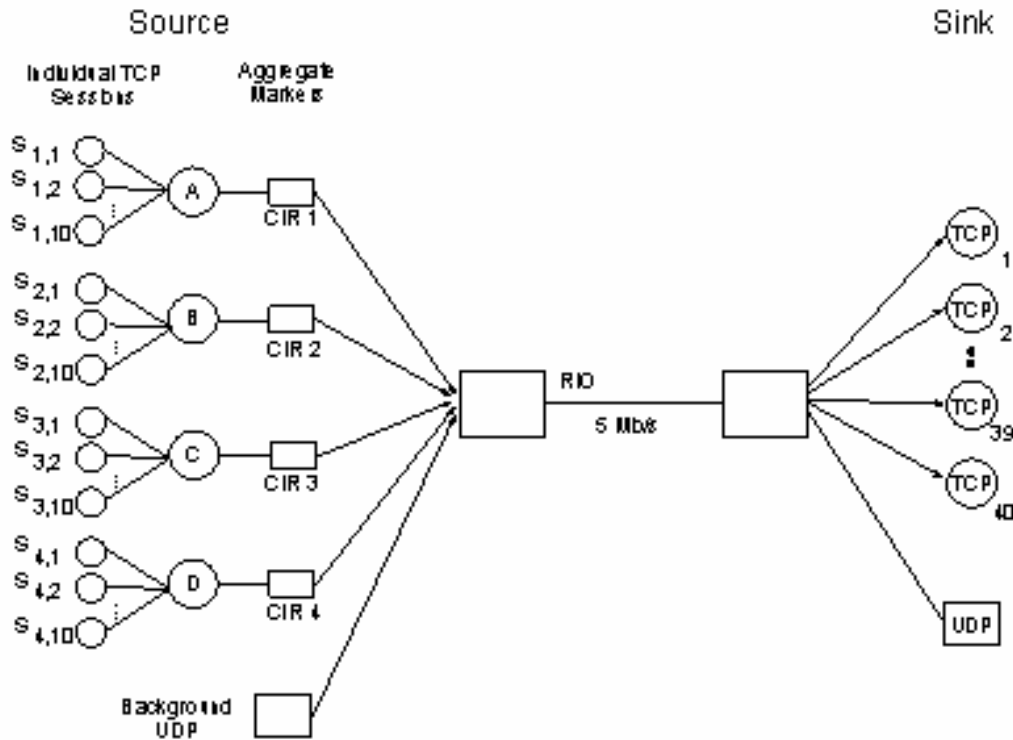 Source
Sink
Individual TCP
Sessions
Aggregate
Markers
S 1,1
S 1,2
S 1,10
A
CIR 1
S 2,1
S 2,2
S 2,10
B
CIR 2
S 3,1
S 3,2
S 3,10
C
CIR 3
S 4,1
S 4,2
S 4,10
D
CIR 4
Background
UDP
RIO
5 Mb/s
TCP 1
TCP 2
TCP 39
TCP 40
UDP